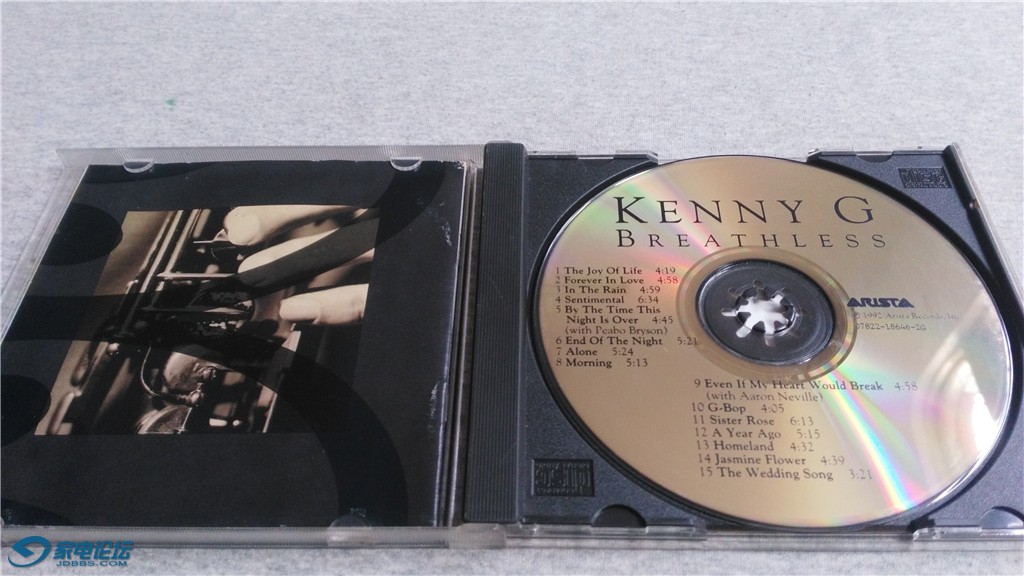 KENNY G
BREATHLESS
1 The Joy Of Life 4:19
2 Forever In Love 4:58
3 In The Rain 4:59
4 Sentimental 6:34
5 By The Time This
Night Is Over 4:45
(with Peabo Bryson)
6 End Of The Night 5:21
7 Alone 5:24
8 Morning 5:13
ARISTA
℗© 1992 Arista Records, Inc.
07822-18646-2G
9 Even If My Heart Would Break 4:58
(with Aaron Neville)
10 G-Bop 4:05
11 Sister Rose 6:13
12 A Year Ago 5:15
13 Homeland 4:32
14 Jasmine Flower 4:39
15 The Wedding Song 3:21
家电论坛
JDBBS.COM